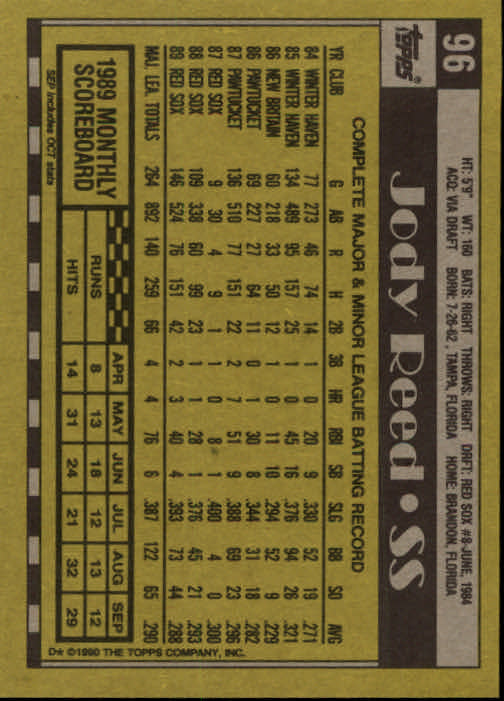 96
Topps®
HT: 5'9" WT: 160 BATS: RIGHT THROWS: RIGHT DRFT: RED SOX #8-JUNE, 1984
ACQ: VIA DRAFT BORN: 7-26-62, TAMPA, FLORIDA HOME: BRANDON, FLORIDA
Jody Reed • SS
COMPLETE MAJOR & MINOR LEAGUE BATTING RECORD
YR CLUB G AB R H 2B 3B HR RBI SB SLG BB SO AVG
84 WINTER HAVEN 77 273 46 74 14 1 0 20 9 .330 52 19 .271
85 WINTER HAVEN 134 489 95 157 25 1 0 45 16 .376 94 26 .321
86 NEW BRITAIN 60 218 33 50 12 1 0 11 10 .294 52 9 .229
86 PAWTUCKET 69 227 27 64 11 0 1 30 8 .344 31 18 .282
87 PAWTUCKET 136 510 77 151 22 2 7 51 9 .388 69 23 .296
87 RED SOX 9 30 4 9 1 1 0 8 1 .400 4 0 .300
88 RED SOX 109 338 60 99 23 1 1 28 1 .376 45 21 .293
89 RED SOX 146 524 76 151 42 2 3 40 4 .393 73 44 .288
MAJ. LEA. TOTALS 264 892 140 259 66 4 4 76 6 .387 122 65 .290
1989 MONTHLY SCOREBOARD
SEP includes OCT stats
APR MAY JUN JUL AUG SEP
RUNS 8 13 18 12 13 12
HITS 14 31 24 21 32 29
D* ©1990 THE TOPPS COMPANY, INC.